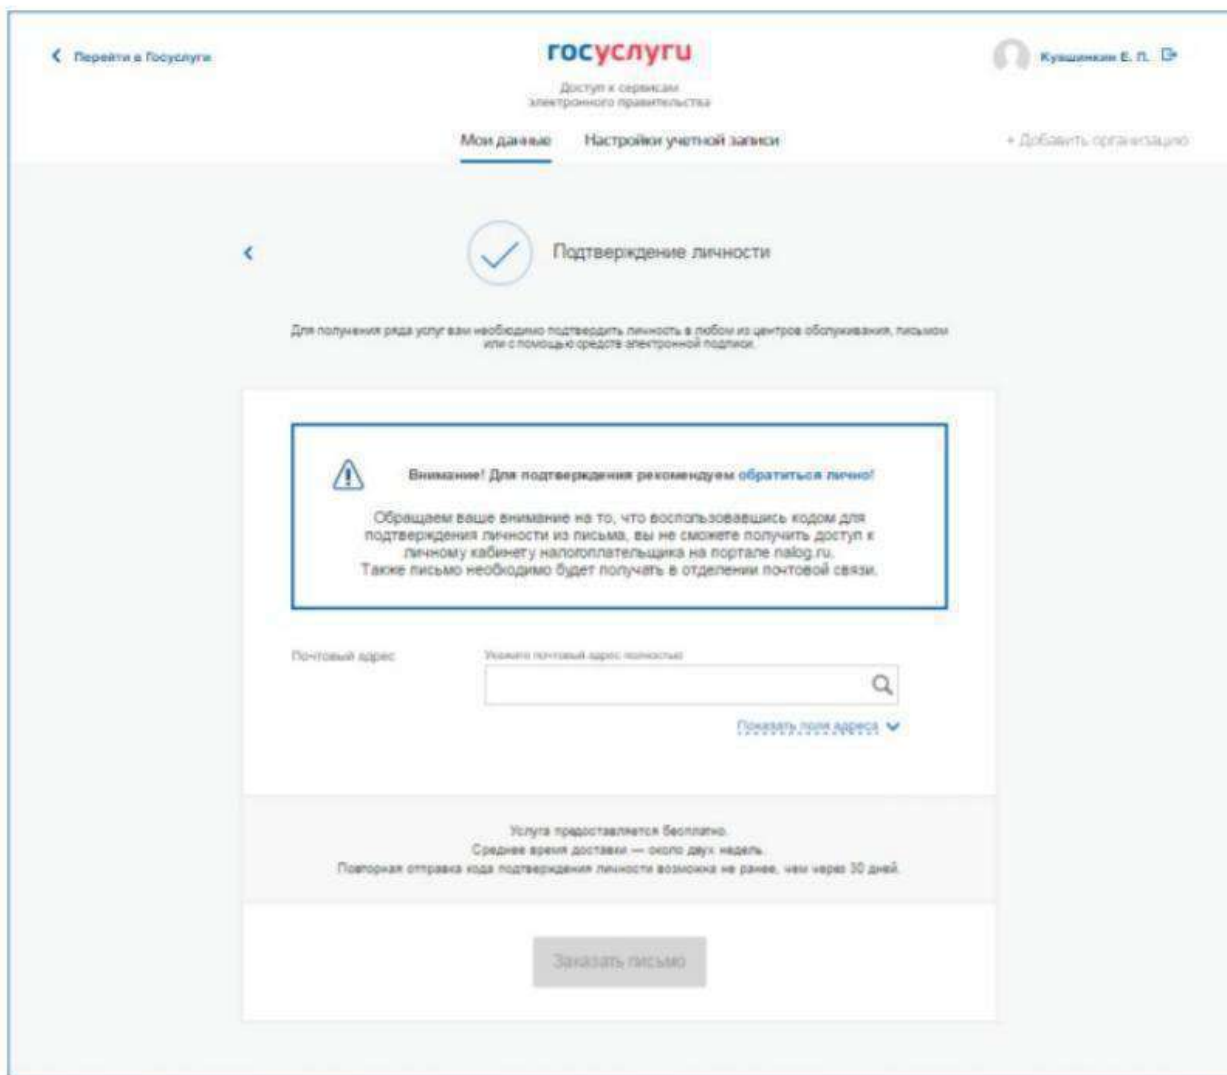 Перейти в Госуслуги
госуслуги
Кувшинкин Е. П.
Доступ к сервисам
электронного правительства
Мои данные
Настройки учетной записи
+ Добавить организацию
Подтверждение личности
Для получения ряда услуг вам необходимо подтвердить личность в любом из центров обслуживания, письмом
или с помощью средств электронной подписи.
Внимание! Для подтверждения рекомендуем обратиться лично!
Обращаем ваше внимание на то, что воспользовавшись кодом для
подтверждения личности из письма, вы не сможете получить доступ к
личному кабинету налогоплательщика на портале nalog.ru.
Также письмо необходимо будет получать в отделении почтовой связи.
Почтовый адрес
Укажите почтовый адрес полностью
Показать поля адреса
Услуга предоставляется бесплатно.
Среднее время доставки — около двух недель.
Повторная отправка кода подтверждения личности возможна не ранее, чем через 30 дней.
Заказать письмо